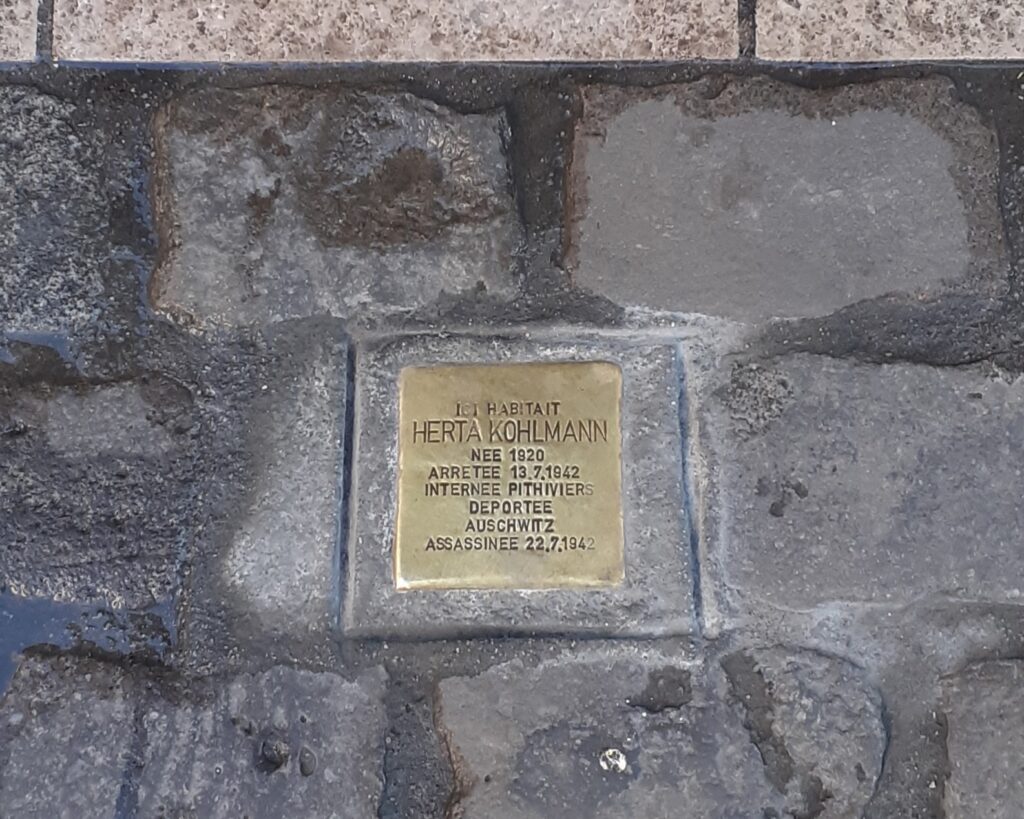 ICI HABITAIT
HERTA KOHLMANN
NEE 1920
ARRETEE 13.7.1942
INTERNEE PITHIVIERS
DEPORTEE
AUSCHWITZ
ASSASSINEE 22.7.1942